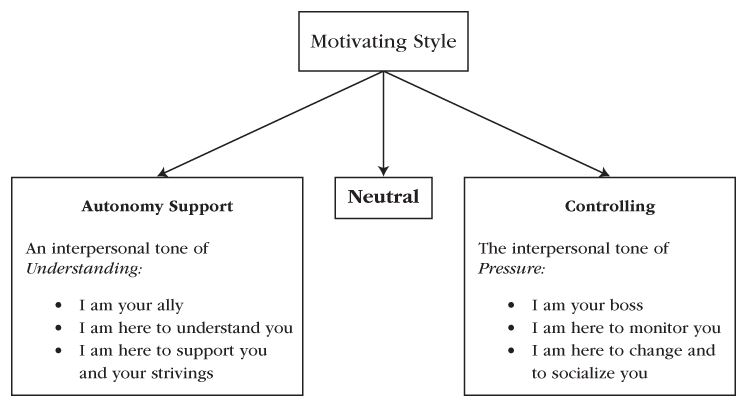 Motivating Style
Autonomy Support
An interpersonal tone of
Understanding:
• I am your ally
• I am here to understand you
• I am here to support you
and your strivings
Neutral
Controlling
The interpersonal tone of
Pressure:
• I am your boss
• I am here to monitor you
• I am here to change and
to socialize you